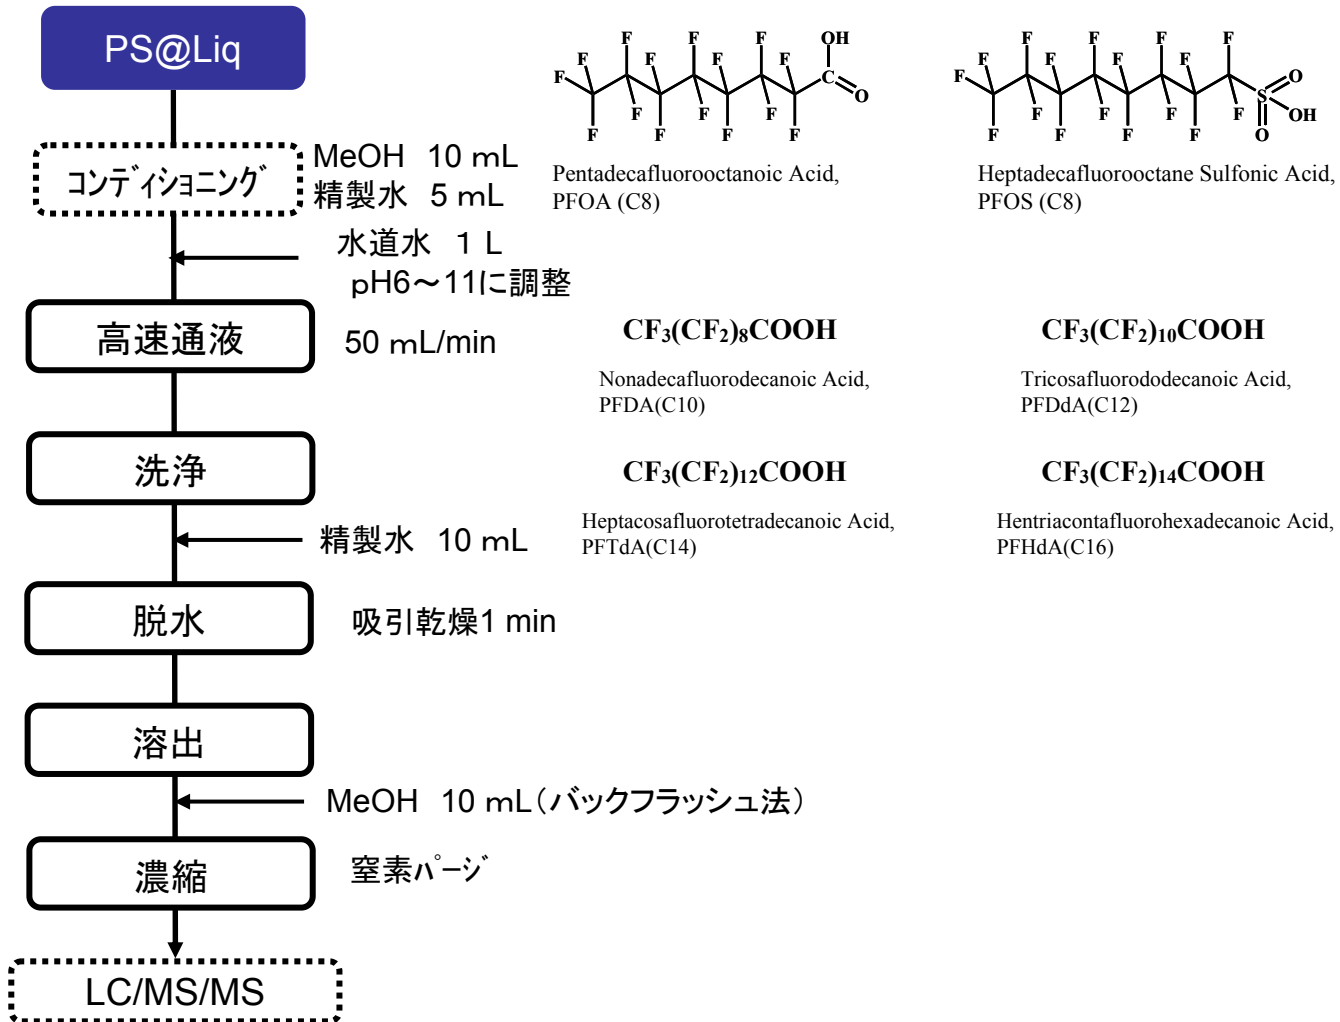 PS@Liq
コンディショニング
MeOH 10 mL
精製水 5 mL
水道水 1 L
pH6～11に調整
高速通液
50 mL/min
洗浄
精製水 10 mL
脱水
吸引乾燥1 min
溶出
MeOH 10 mL(バックフラッシュ法)
濃縮
窒素パージ
LC/MS/MS
F F F F F F F F F F F F F F F C OH O
Pentadecafluorooctanoic Acid,
PFOA (C8)
F F F F F F F F F F F F F F F F F S O O OH
Heptadecafluorooctane Sulfonic Acid,
PFOS (C8)
CF₃(CF₂)₈COOH
Nonadecafluorodecanoic Acid,
PFDA(C10)
CF₃(CF₂)₁₀COOH
Tricosafluorododecanoic Acid,
PFDdA(C12)
CF₃(CF₂)₁₂COOH
Heptacosafluorotetradecanoic Acid,
PFTdA(C14)
CF₃(CF₂)₁₄COOH
Hentriacontafluorohexadecanoic Acid,
PFHdA(C16)